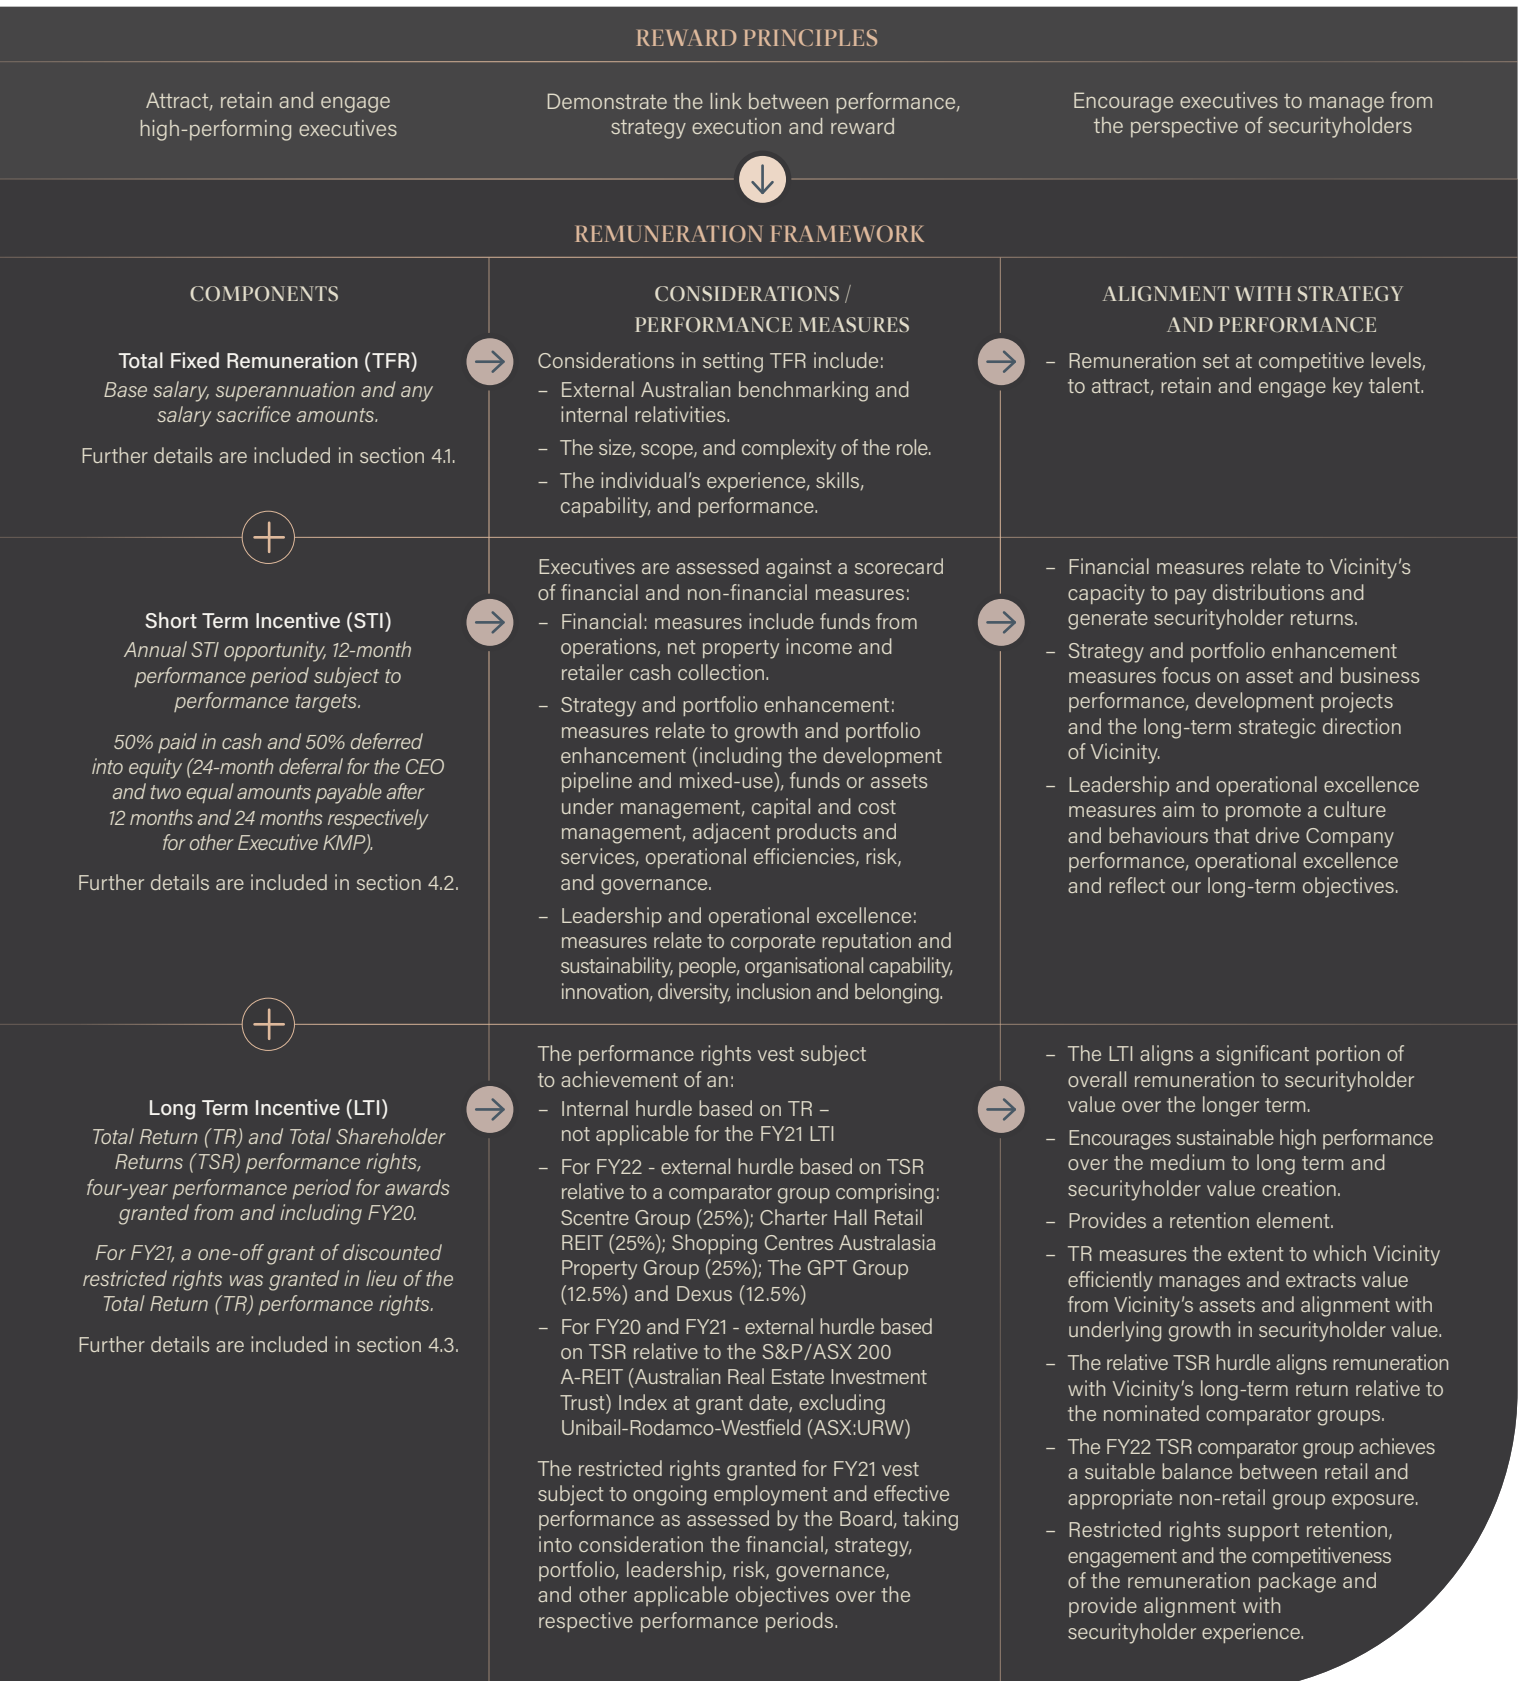 REWARD PRINCIPLES
Attract, retain and engage
high-performing executives
Demonstrate the link between performance,
strategy execution and reward
Encourage executives to manage from
the perspective of securityholders
REMUNERATION FRAMEWORK
COMPONENTS
CONSIDERATIONS /
PERFORMANCE MEASURES
ALIGNMENT WITH STRATEGY
AND PERFORMANCE
Total Fixed Remuneration (TFR)
Base salary, superannuation and any
salary sacrifice amounts.
Further details are included in section 4.1.
Considerations in setting TFR include:
– External Australian benchmarking and
internal relativities.
– The size, scope, and complexity of the role.
– The individual's experience, skills,
capability, and performance.
– Remuneration set at competitive levels,
to attract, retain and engage key talent.
Short Term Incentive (STI)
Annual STI opportunity, 12-month
performance period subject to
performance targets.
50% paid in cash and 50% deferred
into equity (24-month deferral for the CEO
and two equal amounts payable after
12 months and 24 months respectively
for other Executive KMP).
Further details are included in section 4.2.
Executives are assessed against a scorecard
of financial and non-financial measures:
– Financial: measures include funds from
operations, net property income and
retailer cash collection.
– Strategy and portfolio enhancement:
measures relate to growth and portfolio
enhancement (including the development
pipeline and mixed-use), funds or assets
under management, capital and cost
management, adjacent products and
services, operational efficiencies, risk,
and governance.
– Leadership and operational excellence:
measures relate to corporate reputation and
sustainability, people, organisational capability,
innovation, diversity, inclusion and belonging.
– Financial measures relate to Vicinity's
capacity to pay distributions and
generate securityholder returns.
– Strategy and portfolio enhancement
measures focus on asset and business
performance, development projects
and the long-term strategic direction
of Vicinity.
– Leadership and operational excellence
measures aim to promote a culture
and behaviours that drive Company
performance, operational excellence
and reflect our long-term objectives.
Long Term Incentive (LTI)
Total Return (TR) and Total Shareholder
Returns (TSR) performance rights,
four-year performance period for awards
granted from and including FY20.
For FY21, a one-off grant of discounted
restricted rights was granted in lieu of the
Total Return (TR) performance rights.
Further details are included in section 4.3.
The performance rights vest subject
to achievement of an:
– Internal hurdle based on TR –
not applicable for the FY21 LTI
– For FY22 - external hurdle based on TSR
relative to a comparator group comprising:
Scentre Group (25%); Charter Hall Retail
REIT (25%); Shopping Centres Australasia
Property Group (25%); The GPT Group
(12.5%) and Dexus (12.5%)
– For FY20 and FY21 - external hurdle based
on TSR relative to the S&P/ASX 200
A-REIT (Australian Real Estate Investment
Trust) Index at grant date, excluding
Unibail-Rodamco-Westfield (ASX:URW)
The restricted rights granted for FY21 vest
subject to ongoing employment and effective
performance as assessed by the Board, taking
into consideration the financial, strategy,
portfolio, leadership, risk, governance,
and other applicable objectives over the
respective performance periods.
– The LTI aligns a significant portion of
overall remuneration to securityholder
value over the longer term.
– Encourages sustainable high performance
over the medium to long term and
securityholder value creation.
– Provides a retention element.
– TR measures the extent to which Vicinity
efficiently manages and extracts value
from Vicinity's assets and alignment with
underlying growth in securityholder value.
– The relative TSR hurdle aligns remuneration
with Vicinity's long-term return relative to
the nominated comparator groups.
– The FY22 TSR comparator group achieves
a suitable balance between retail and
appropriate non-retail group exposure.
– Restricted rights support retention,
engagement and the competitiveness
of the remuneration package and
provide alignment with
securityholder experience.